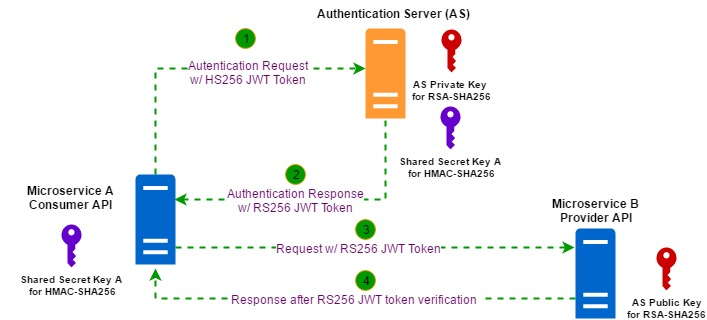 Authentication Server (AS)
1
Autentication Request
w/ HS256 JWT Token
AS Private Key
for RSA-SHA256
Shared Secret Key A
for HMAC-SHA256
2
Authentication Response
w/ RS256 JWT Token
Microservice A
Consumer API
Microservice B
Provider API
3
Request w/ RS256 JWT Token
Shared Secret Key A
for HMAC-SHA256
4
Response after RS256 JWT token verification
AS Public Key
for RSA-SHA256